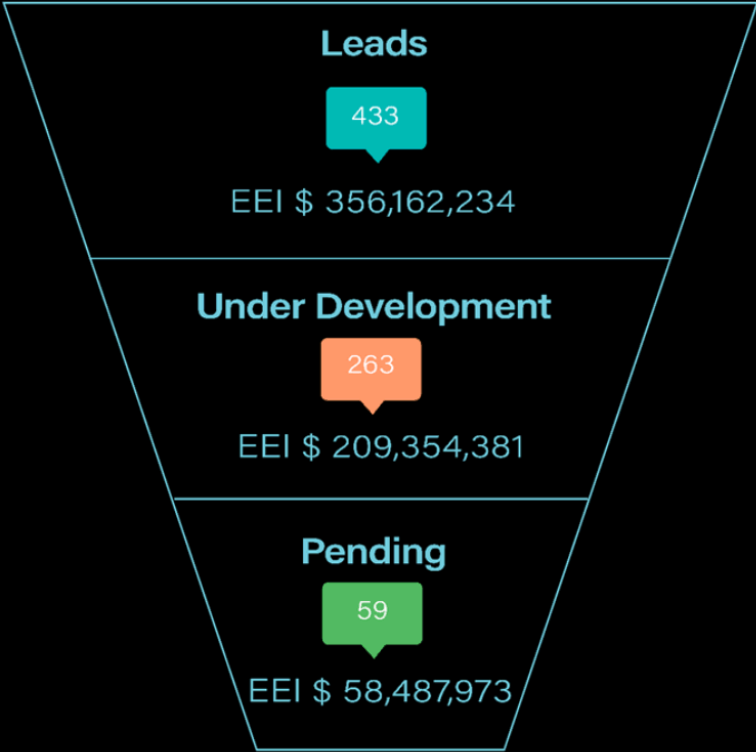 Leads
433
EEI $ 356,162,234
Under Development
263
EEI $ 209,354,381
Pending
59
EEI $ 58,487,973